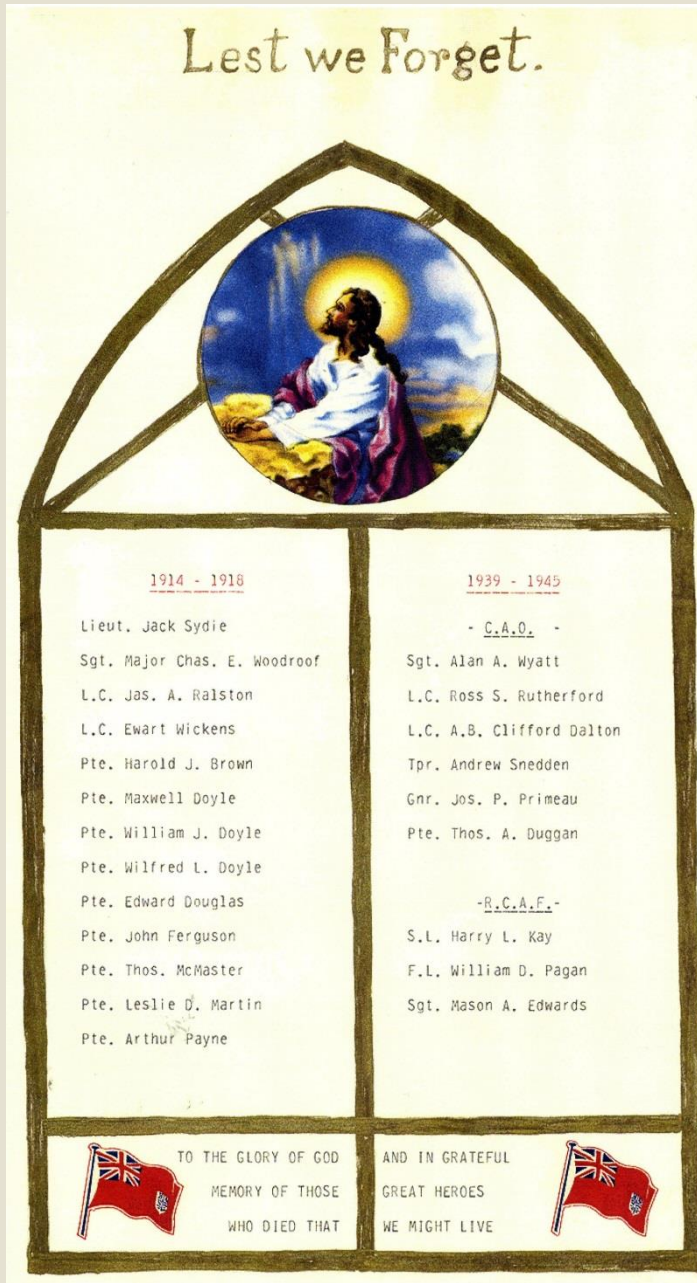 Lest we Forget.
1914 - 1918
Lieut. Jack Sydie
Sgt. Major Chas. E. Woodroof
L.C. Jas. A. Ralston
L.C. Ewart Wickens
Pte. Harold J. Brown
Pte. Maxwell Doyle
Pte. William J. Doyle
Pte. Wilfred L. Doyle
Pte. Edward Douglas
Pte. John Ferguson
Pte. Thos. McMaster
Pte. Leslie D. Martin
Pte. Arthur Payne
1939 - 1945
- C.A.O. -
Sgt. Alan A. Wyatt
L.C. Ross S. Rutherford
L.C. A.B. Clifford Dalton
Tpr. Andrew Snedden
Gnr. Jos. P. Primeau
Pte. Thos. A. Duggan
-R.C.A.F.-
S.L. Harry L. Kay
F.L. William D. Pagan
Sgt. Mason A. Edwards
TO THE GLORY OF GOD
MEMORY OF THOSE
WHO DIED THAT
AND IN GRATEFUL
GREAT HEROES
WE MIGHT LIVE